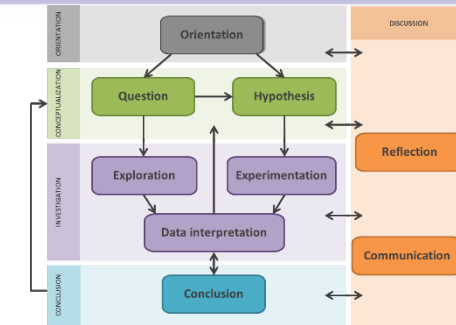 ORIENTATION
Orientation
DISCUSSION
CONCEPTUALIZATION
Question
Hypothesis
Reflection
INVESTIGATION
Exploration
Experimentation
Data interpretation
Communication
CONCLUSION
Conclusion